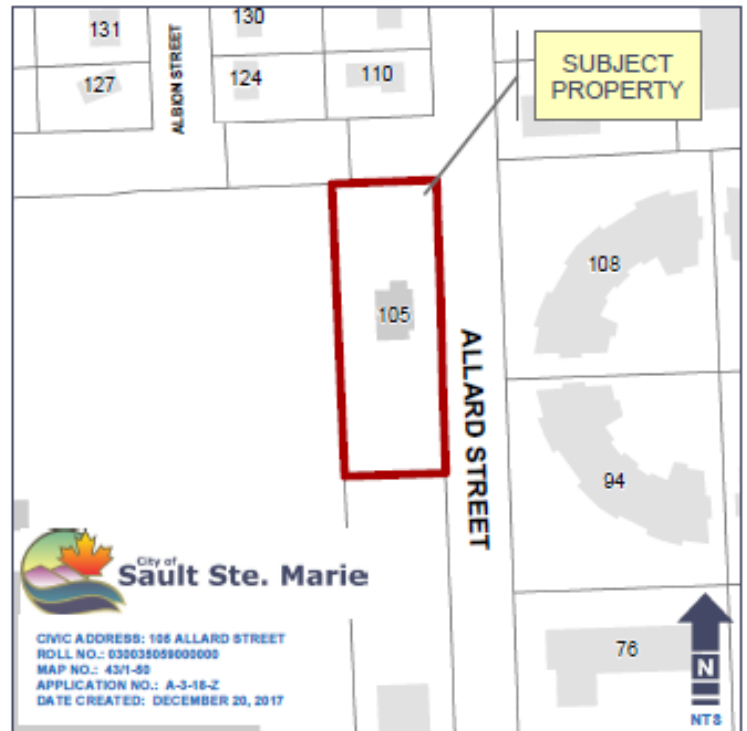 131
130
127
ALBION STREET
124
110
SUBJECT
PROPERTY
108
105
ALLARD STREET
94
City of
Sault Ste. Marie
CIVIC ADDRESS: 105 ALLARD STREET
ROLL NO.: 030035059000000
MAP NO.: 43/1-50
APPLICATION NO.: A-3-18-Z
DATE CREATED: DECEMBER 20, 2017
76
N
NTS